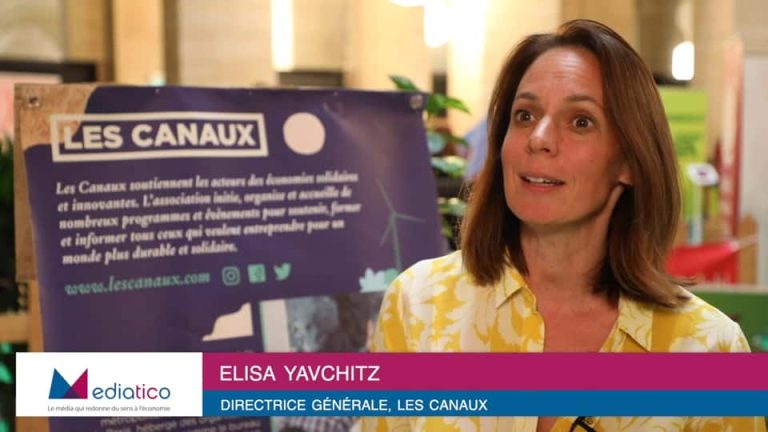 LES CANAUX
Les Canaux soutiennent les acteurs des économies solidaires
et innovantes. L'association initie, organise et accueille de
nombreux programmes et évènements pour soutenir, former
et informer tous ceux qui veulent entreprendre pour un
monde plus durable et solidaire.
www.lescanaux.com
Mediatico
Le média qui redonne du sens à l'économie
ELISA YAVCHITZ
DIRECTRICE GÉNÉRALE, LES CANAUX